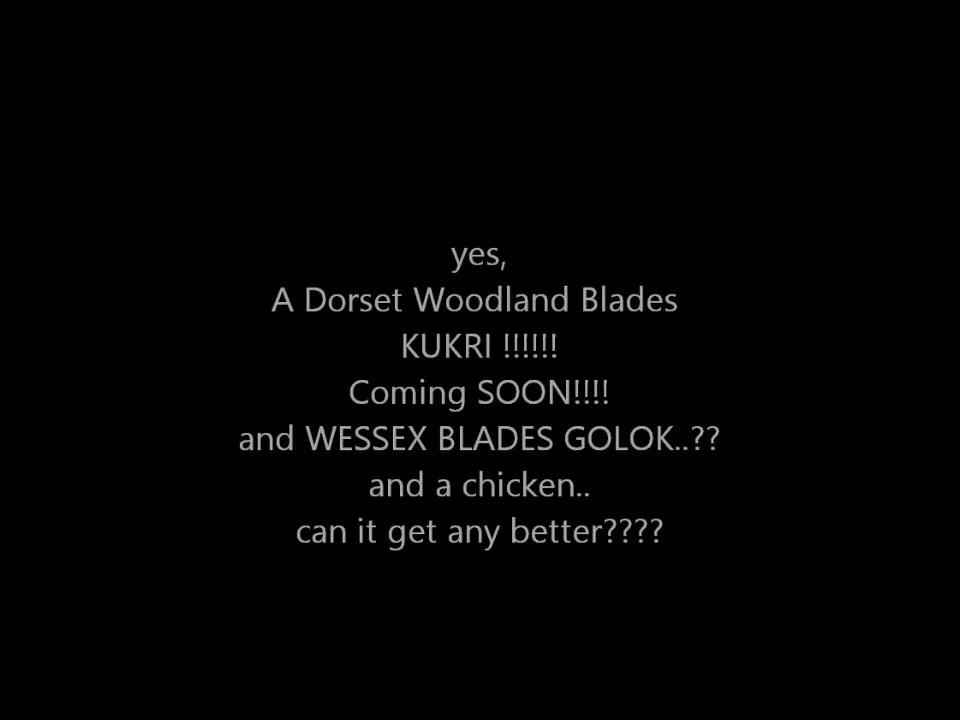 yes,
A Dorset Woodland Blades
KUKRI !!!!!!
Coming SOON!!!!
and WESSEX BLADES GOLOK..??
and a chicken..
can it get any better????